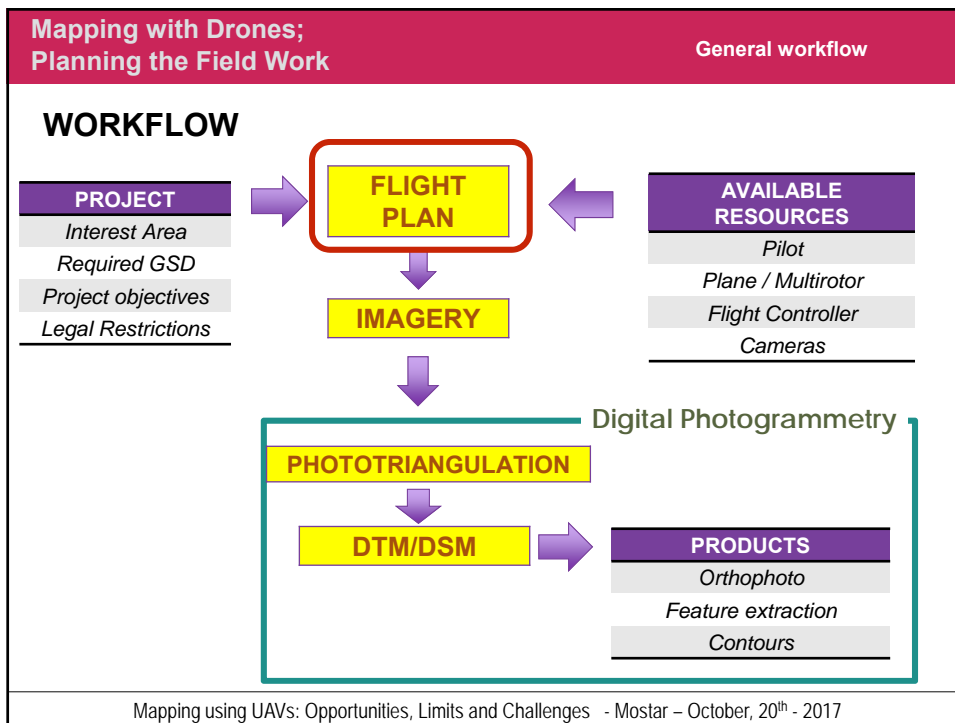 Mapping with Drones;
Planning the Field Work
General workflow
WORKFLOW
PROJECT
Interest Area
Required GSD
Project objectives
Legal Restrictions
FLIGHT
PLAN
AVAILABLE
RESOURCES
Pilot
Plane / Multirotor
Flight Controller
Cameras
IMAGERY
Digital Photogrammetry
PHOTOTRIANGULATION
DTM/DSM
PRODUCTS
Orthophoto
Feature extraction
Contours
Mapping using UAVs: Opportunities, Limits and Challenges - Mostar – October, 20th - 2017